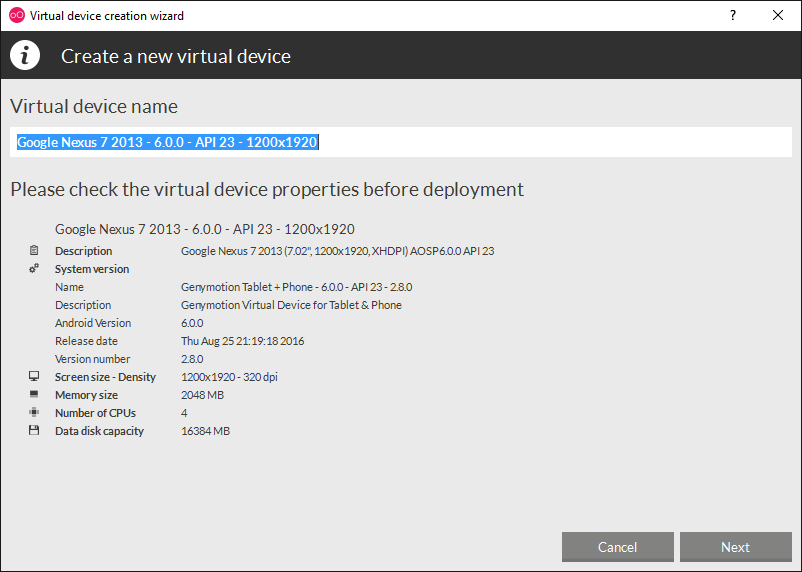 Virtual device creation wizard
?
Create a new virtual device
Virtual device name
Google Nexus 7 2013 - 6.0.0 - API 23 - 1200x1920
Please check the virtual device properties before deployment
Google Nexus 7 2013 - 6.0.0 - API 23 - 1200x1920
Description Google Nexus 7 2013 (7.02", 1200x1920, XHDPI) AOSP6.0.0 API 23
System version
Name Genymotion Tablet + Phone - 6.0.0 - API 23 - 2.8.0
Description Genymotion Virtual Device for Tablet & Phone
Android Version 6.0.0
Release date Thu Aug 25 21:19:18 2016
Version number 2.8.0
Screen size - Density 1200x1920 - 320 dpi
Memory size 2048 MB
Number of CPUs 4
Data disk capacity 16384 MB
Cancel Next